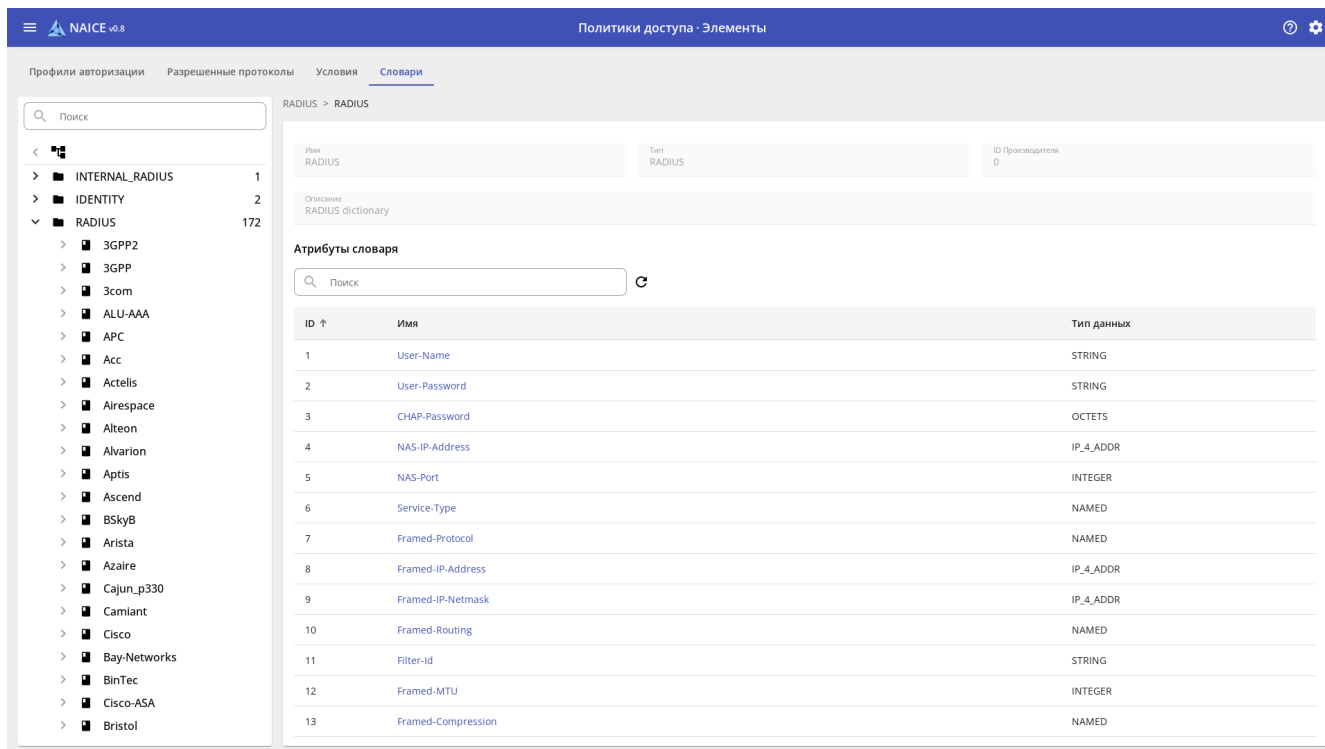 NAICE v0.8
Политики доступа · Элементы
Профили авторизации Разрешенные протоколы Условия Словари
Поиск
INTERNAL_RADIUS 1
IDENTITY 2
RADIUS 172
3GPP2
3GPP
3com
ALU-AAA
APC
Acc
Actelis
Airespace
Alteon
Alvarion
Aptis
Ascend
BSkyB
Arista
Azaire
Cajun_p330
Camiant
Cisco
Bay-Networks
BinTec
Cisco-ASA
Bristol
RADIUS > RADIUS
Имя Тип ID Производителя
RADIUS RADIUS 0
Описание
RADIUS dictionary
Атрибуты словаря
Поиск
ID ↑ Имя Тип данных
1 User-Name STRING
2 User-Password STRING
3 CHAP-Password OCTETS
4 NAS-IP-Address IP_4_ADDR
5 NAS-Port INTEGER
6 Service-Type NAMED
7 Framed-Protocol NAMED
8 Framed-IP-Address IP_4_ADDR
9 Framed-IP-Netmask IP_4_ADDR
10 Framed-Routing NAMED
11 Filter-Id STRING
12 Framed-MTU INTEGER
13 Framed-Compression NAMED